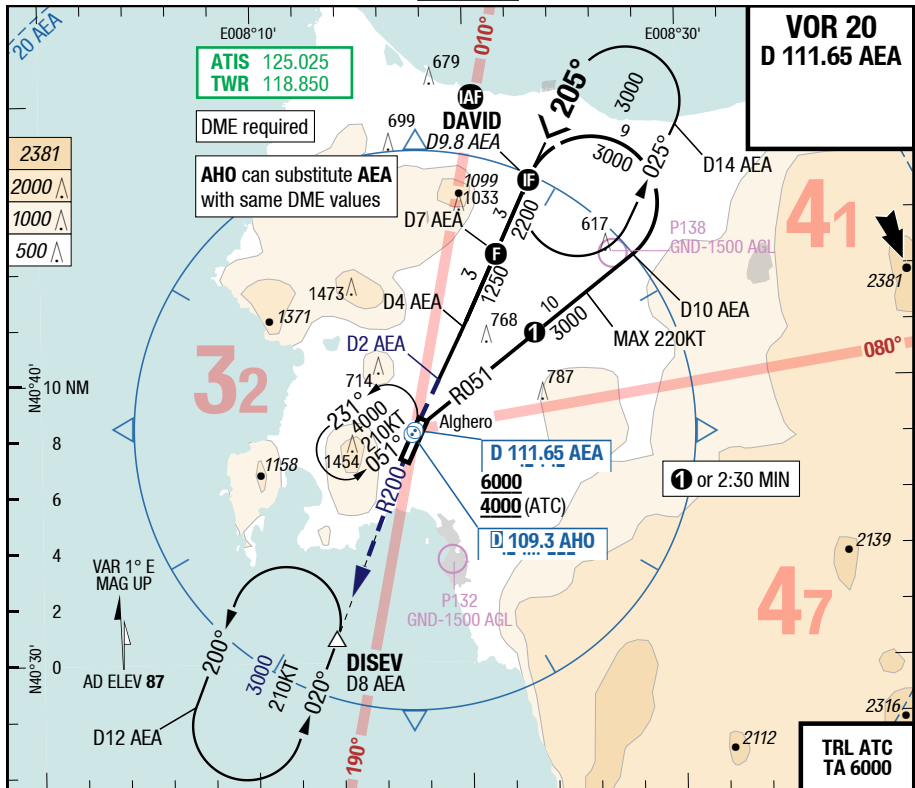 E008°10'
E008°30'
20 AEA
010°
VOR 20
D 111.65 AEA
ATIS 125.025
TWR 118.850
679
IAF
DAVID
D9.8 AEA
205°
3000
9
3000
025°
D14 AEA
DME required
699
AHO can substitute AEA
with same DME values
2381
2000
1000
500
1099
1033
D7 AEA
IF
3
2200
617
P138
GND-1500 AGL
41
2381
F
3
1250
D4 AEA
1473
1371
D10 AEA
10
3000
MAX 220KT
768
1
D2 AEA
080°
32
10 NM
N40°40'
714
R051
787
231°
4000
210KT
051°
Alghero
8
1454
1158
D 111.65 AEA
6000
4000 (ATC)
D 109.3 AHO
1 or 2:30 MIN
6
R200
4
VAR 1° E
MAG UP
P132
GND-1500 AGL
2139
47
2
200°
3000
210KT
020°
DISEV
D8 AEA
N40°30'
0
AD ELEV 87
D12 AEA
190°
2316
2112
TRL ATC
TA 6000